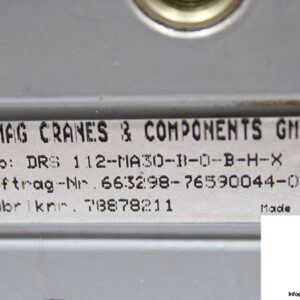 MAG CRANES & COMPONENTS GM
p: DRS 112-MA30-B-0-B-H-X
ftrag-Nr. 663298-76590044-0
briknr. 78878211
Made